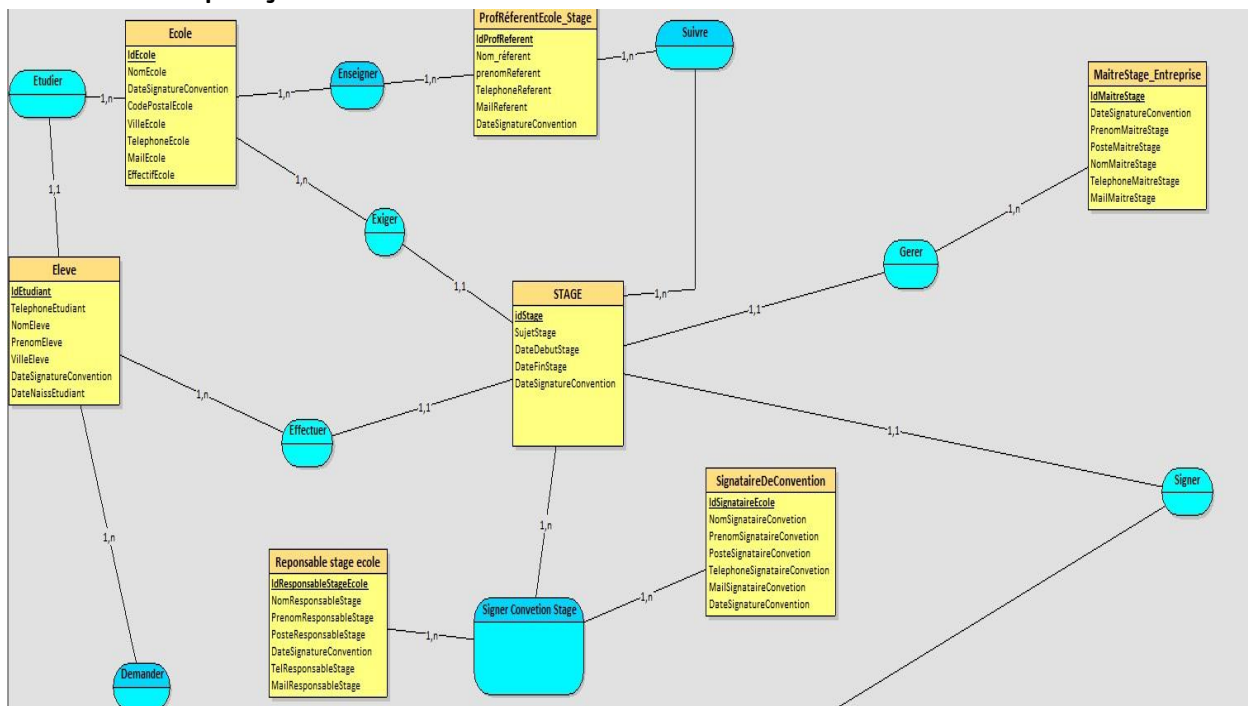 Ecole
IdEcole
NomEcole
DateSignatureConvention
CodePostalEcole
VilleEcole
TelephoneEcole
MailEcole
EffectifEcole
Etudier
1,n
1,1
Enseigner
1,n
1,n
ProfRéferentEcole_Stage
IdProfReferent
Nom_réferent
prenomReferent
TelephoneReferent
MailReferent
DateSignatureConvention
1,n
Suivre
1,n
MaitreStage_Entreprise
IdMaitreStage
DateSignatureConvention
PrenomMaitreStage
PosteMaitreStage
NomMaitreStage
TelephoneMaitreStage
MailMaitreStage
1,n
Gerer
1,1
1,n
Exiger
1,1
Eleve
IdEtudiant
TelephoneEtudiant
NomEleve
PrenomEleve
VilleEleve
DateSignatureConvention
DateNaissEtudiant
STAGE
idStage
SujetStage
DateDebutStage
DateFinStage
DateSignatureConvention
1,n
Effectuer
1,1
1,1
Signer
1,n
Demander
1,n
Reponsable stage ecole
IdResponsableStageEcole
NomResponsableStage
PrenomResponsableStage
PosteResponsableStage
DateSignatureConvention
TelResponsableStage
MailResponsableStage
1,n
Signer Convetion Stage
1,n
SignataireDeConvention
IdSignataireEcole
NomSignataireConvetion
PrenomSignataireConvetion
PosteSignataireConvetion
TelephoneSignataireConvetion
MailSignataireConvetion
DateSignatureConvention